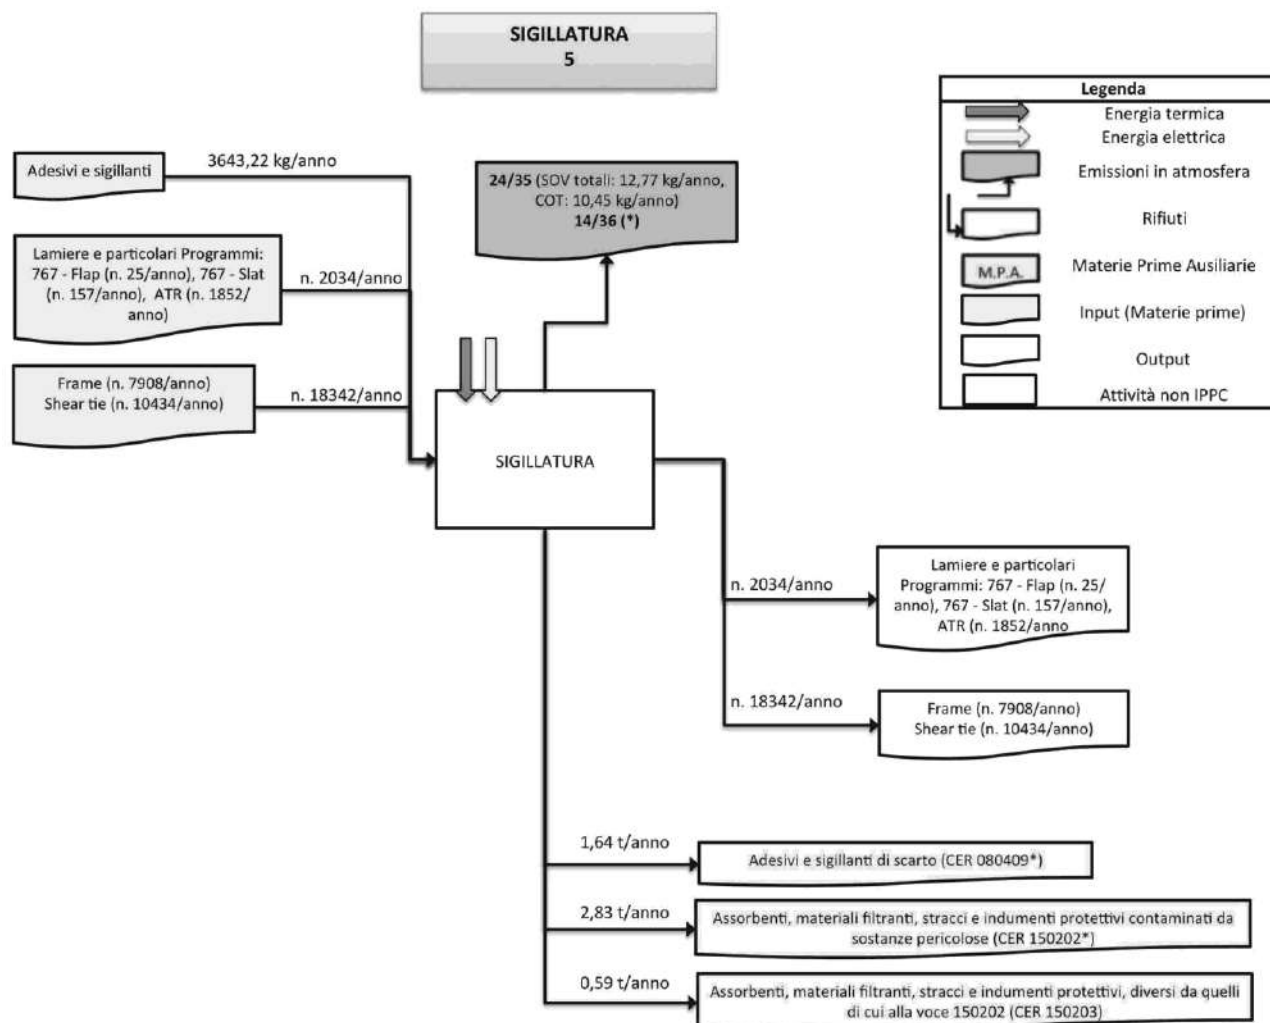 SIGILLATURA
5
Legenda
Energia termica
Energia elettrica
Emissioni in atmosfera
Rifiuti
M.P.A.
Materie Prime Ausiliarie
Input (Materie prime)
Output
Attività non IPPC
Adesivi e sigillanti
3643,22 kg/anno
24/35 (SOV totali: 12,77 kg/anno,
COT: 10,45 kg/anno)
14/36 (*)
Lamiere e particolari Programmi:
767 - Flap (n. 25/anno), 767 - Slat
(n. 157/anno), ATR (n. 1852/
anno)
n. 2034/anno
Frame (n. 7908/anno)
Shear tie (n. 10434/anno)
n. 18342/anno
SIGILLATURA
n. 2034/anno
Lamiere e particolari
Programmi: 767 - Flap (n. 25/
anno), 767 - Slat (n. 157/anno),
ATR (n. 1852/anno
n. 18342/anno
Frame (n. 7908/anno)
Shear tie (n. 10434/anno)
1,64 t/anno
Adesivi e sigillanti di scarto (CER 080409*)
2,83 t/anno
Assorbenti, materiali filtranti, stracci e indumenti protettivi contaminati da
sostanze pericolose (CER 150202*)
0,59 t/anno
Assorbenti, materiali filtranti, stracci e indumenti protettivi, diversi da quelli
di cui alla voce 150202 (CER 150203)